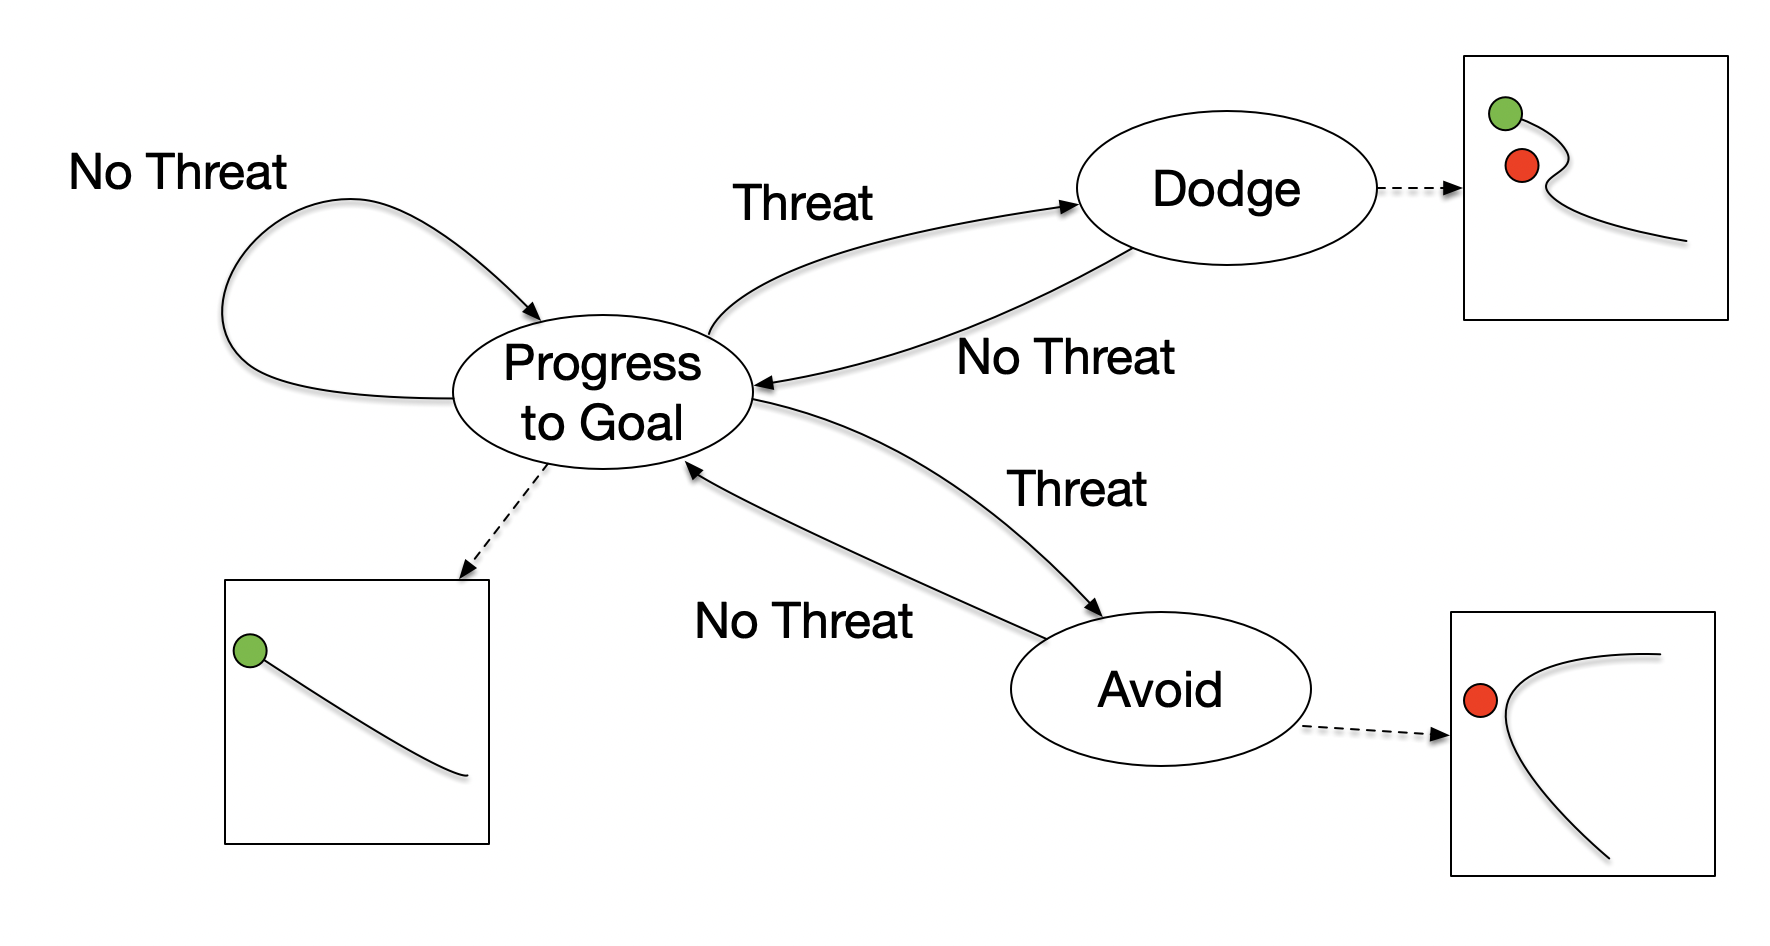 No Threat
Threat
Dodge
No Threat
Progress
to Goal
Threat
No Threat
Avoid